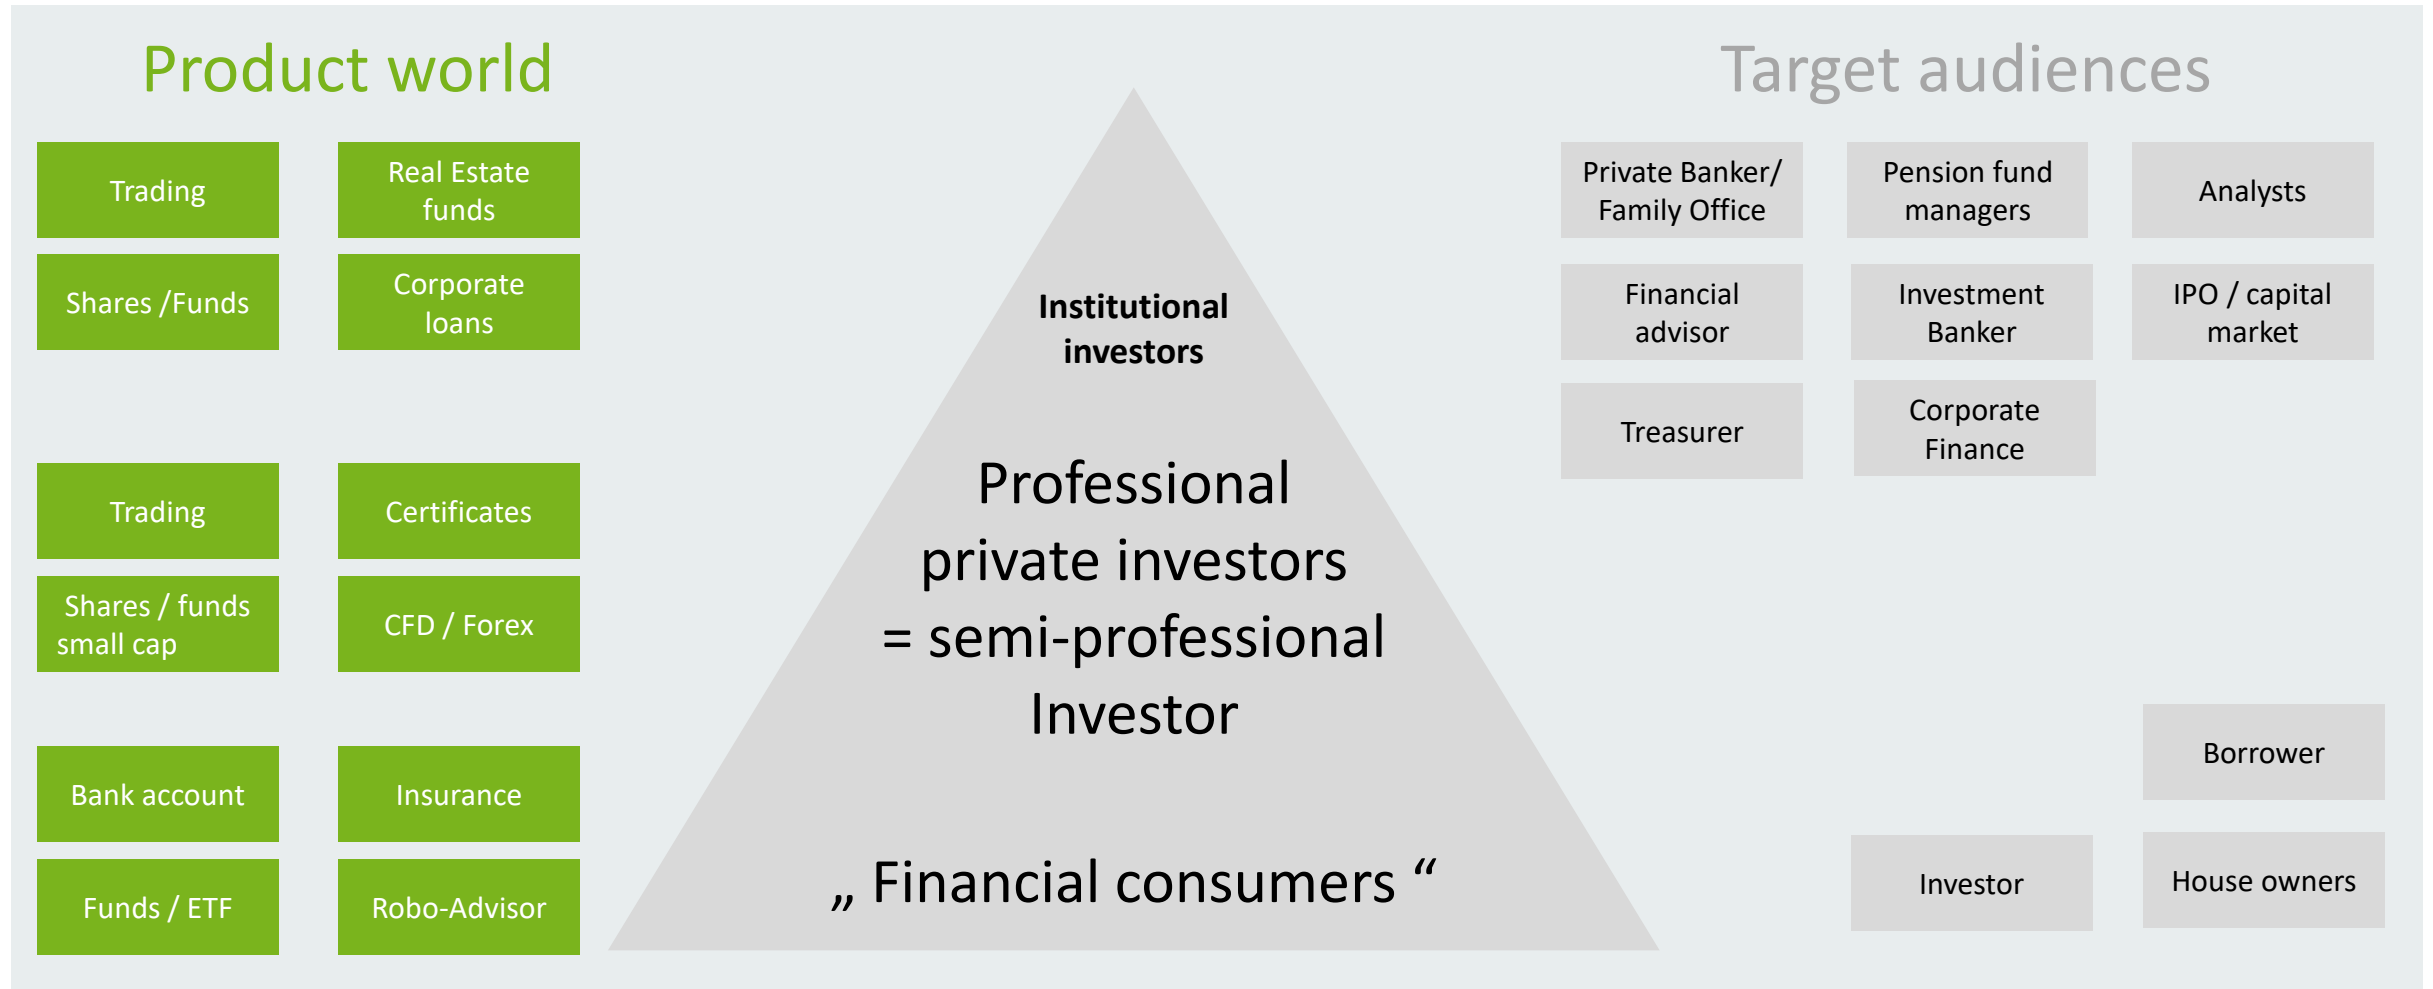 Product world
Trading
Real Estate
funds
Shares /Funds
Corporate
loans
Trading
Certificates
Shares / funds
small cap
CFD / Forex
Bank account
Insurance
Funds / ETF
Robo-Advisor
Institutional
investors
Professional
private investors
= semi-professional
Investor
„ Financial consumers “
Target audiences
Private Banker/
Family Office
Pension fund
managers
Analysts
Financial
advisor
Investment
Banker
IPO / capital
market
Treasurer
Corporate
Finance
Borrower
Investor
House owners